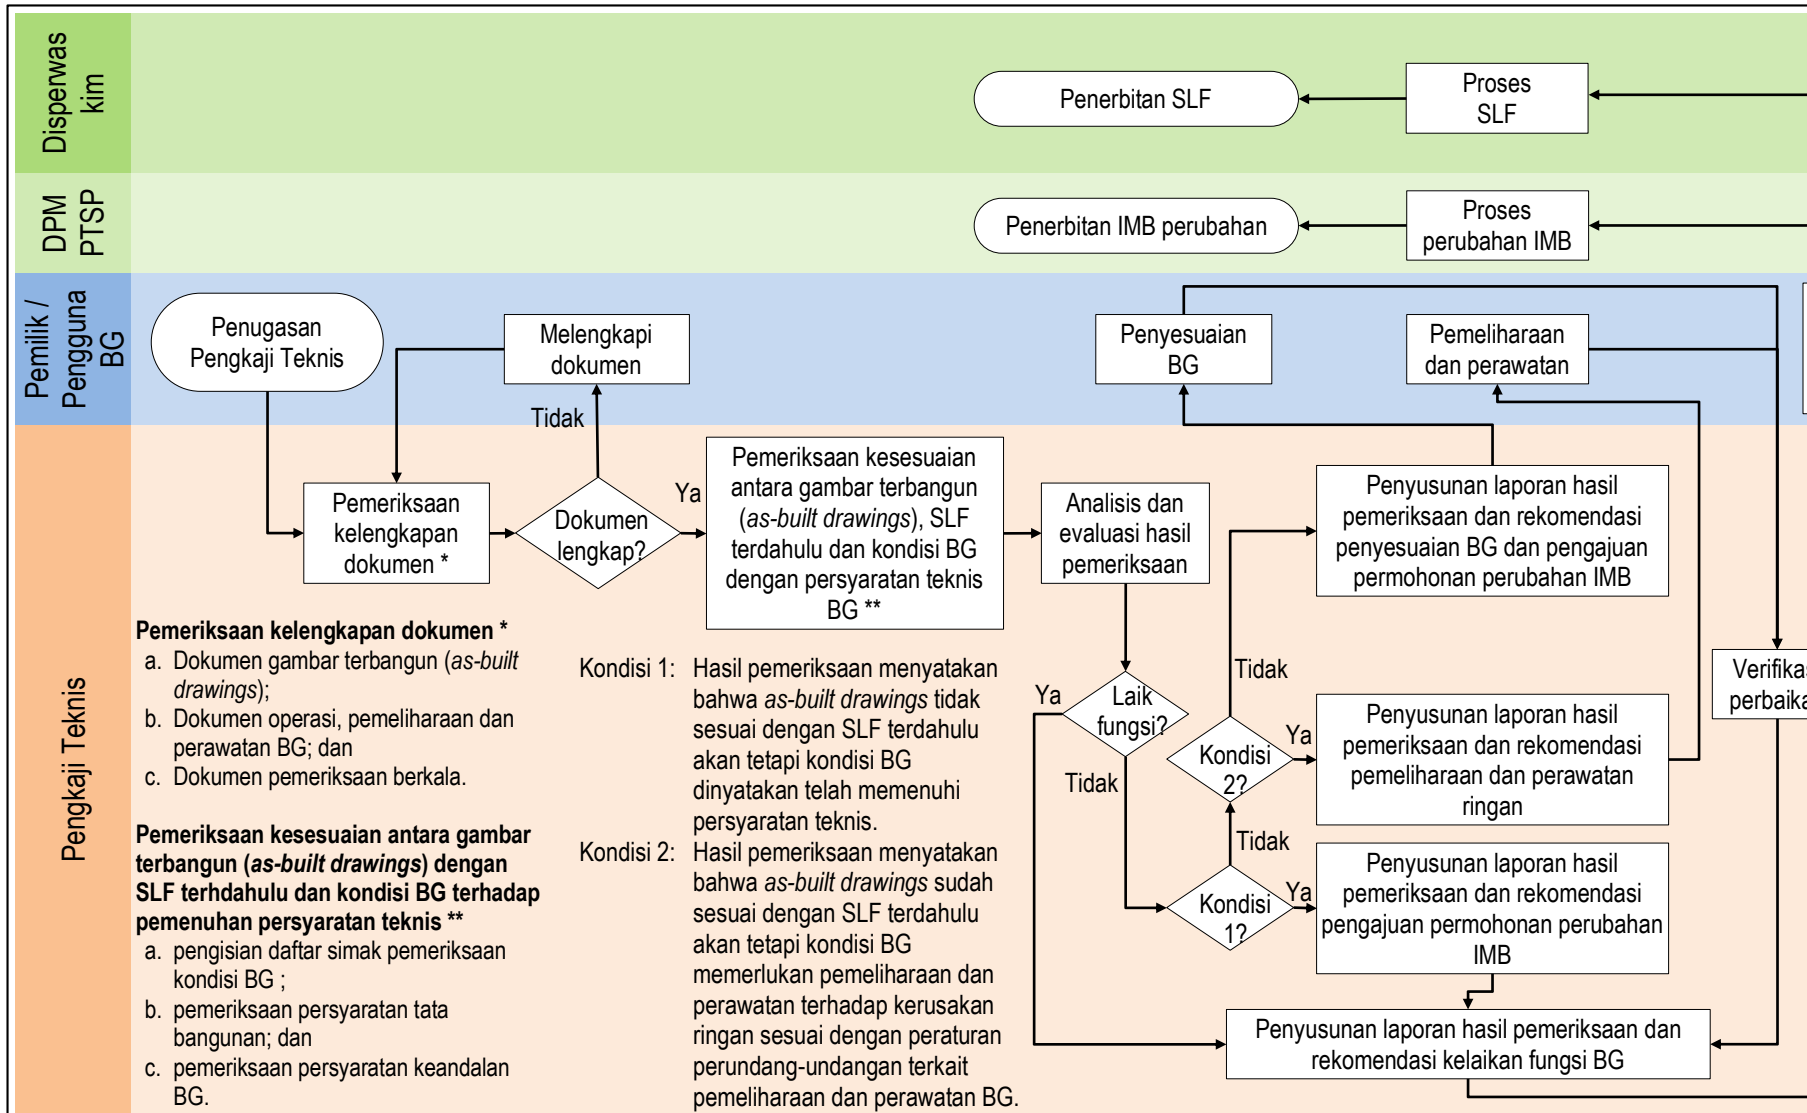 Disperwas
kim
Penerbitan SLF
Proses
SLF
DPM
PTSP
Penerbitan IMB perubahan
Proses
perubahan IMB
Pemilik /
Pengguna
BG
Penugasan
Pengkaji Teknis
Melengkapi
dokumen
Penyesuaian
BG
Pemeliharaan
dan perawatan
Tidak
Pengkaji Teknis
Pemeriksaan
kelengkapan
dokumen *
Dokumen
lengkap?
Ya
Pemeriksaan kesesuaian
antara gambar terbangun
(as-built drawings), SLF
terdahulu dan kondisi BG
dengan persyaratan teknis
BG **
Analisis dan
evaluasi hasil
pemeriksaan
Penyusunan laporan hasil
pemeriksaan dan rekomendasi
penyesuaian BG dan pengajuan
permohonan perubahan IMB
Pemeriksaan kelengkapan dokumen *
a. Dokumen gambar terbangun (as-built
drawings);
b. Dokumen operasi, pemeliharaan dan
perawatan BG; dan
c. Dokumen pemeriksaan berkala.
Pemeriksaan kesesuaian antara gambar
terbangun (as-built drawings) dengan
SLF terhdahulu dan kondisi BG terhadap
pemenuhan persyaratan teknis **
a. pengisian daftar simak pemeriksaan
kondisi BG ;
b. pemeriksaan persyaratan tata
bangunan; dan
c. pemeriksaan persyaratan keandalan
BG.
Kondisi 1: Hasil pemeriksaan menyatakan
bahwa as-built drawings tidak
sesuai dengan SLF terdahulu
akan tetapi kondisi BG
dinyatakan telah memenuhi
persyaratan teknis.
Kondisi 2: Hasil pemeriksaan menyatakan
bahwa as-built drawings sudah
sesuai dengan SLF terdahulu
akan tetapi kondisi BG
memerlukan pemeliharaan dan
perawatan terhadap kerusakan
ringan sesuai dengan peraturan
perundang-undangan terkait
pemeliharaan dan perawatan BG.
Ya
Laik
fungsi?
Tidak
Tidak
Kondisi
2?
Ya
Penyusunan laporan hasil
pemeriksaan dan rekomendasi
pemeliharaan dan perawatan
ringan
Verifikas
perbaika
Tidak
Kondisi
1?
Ya
Penyusunan laporan hasil
pemeriksaan dan rekomendasi
pengajuan permohonan perubahan
IMB
Penyusunan laporan hasil pemeriksaan dan
rekomendasi kelaikan fungsi BG